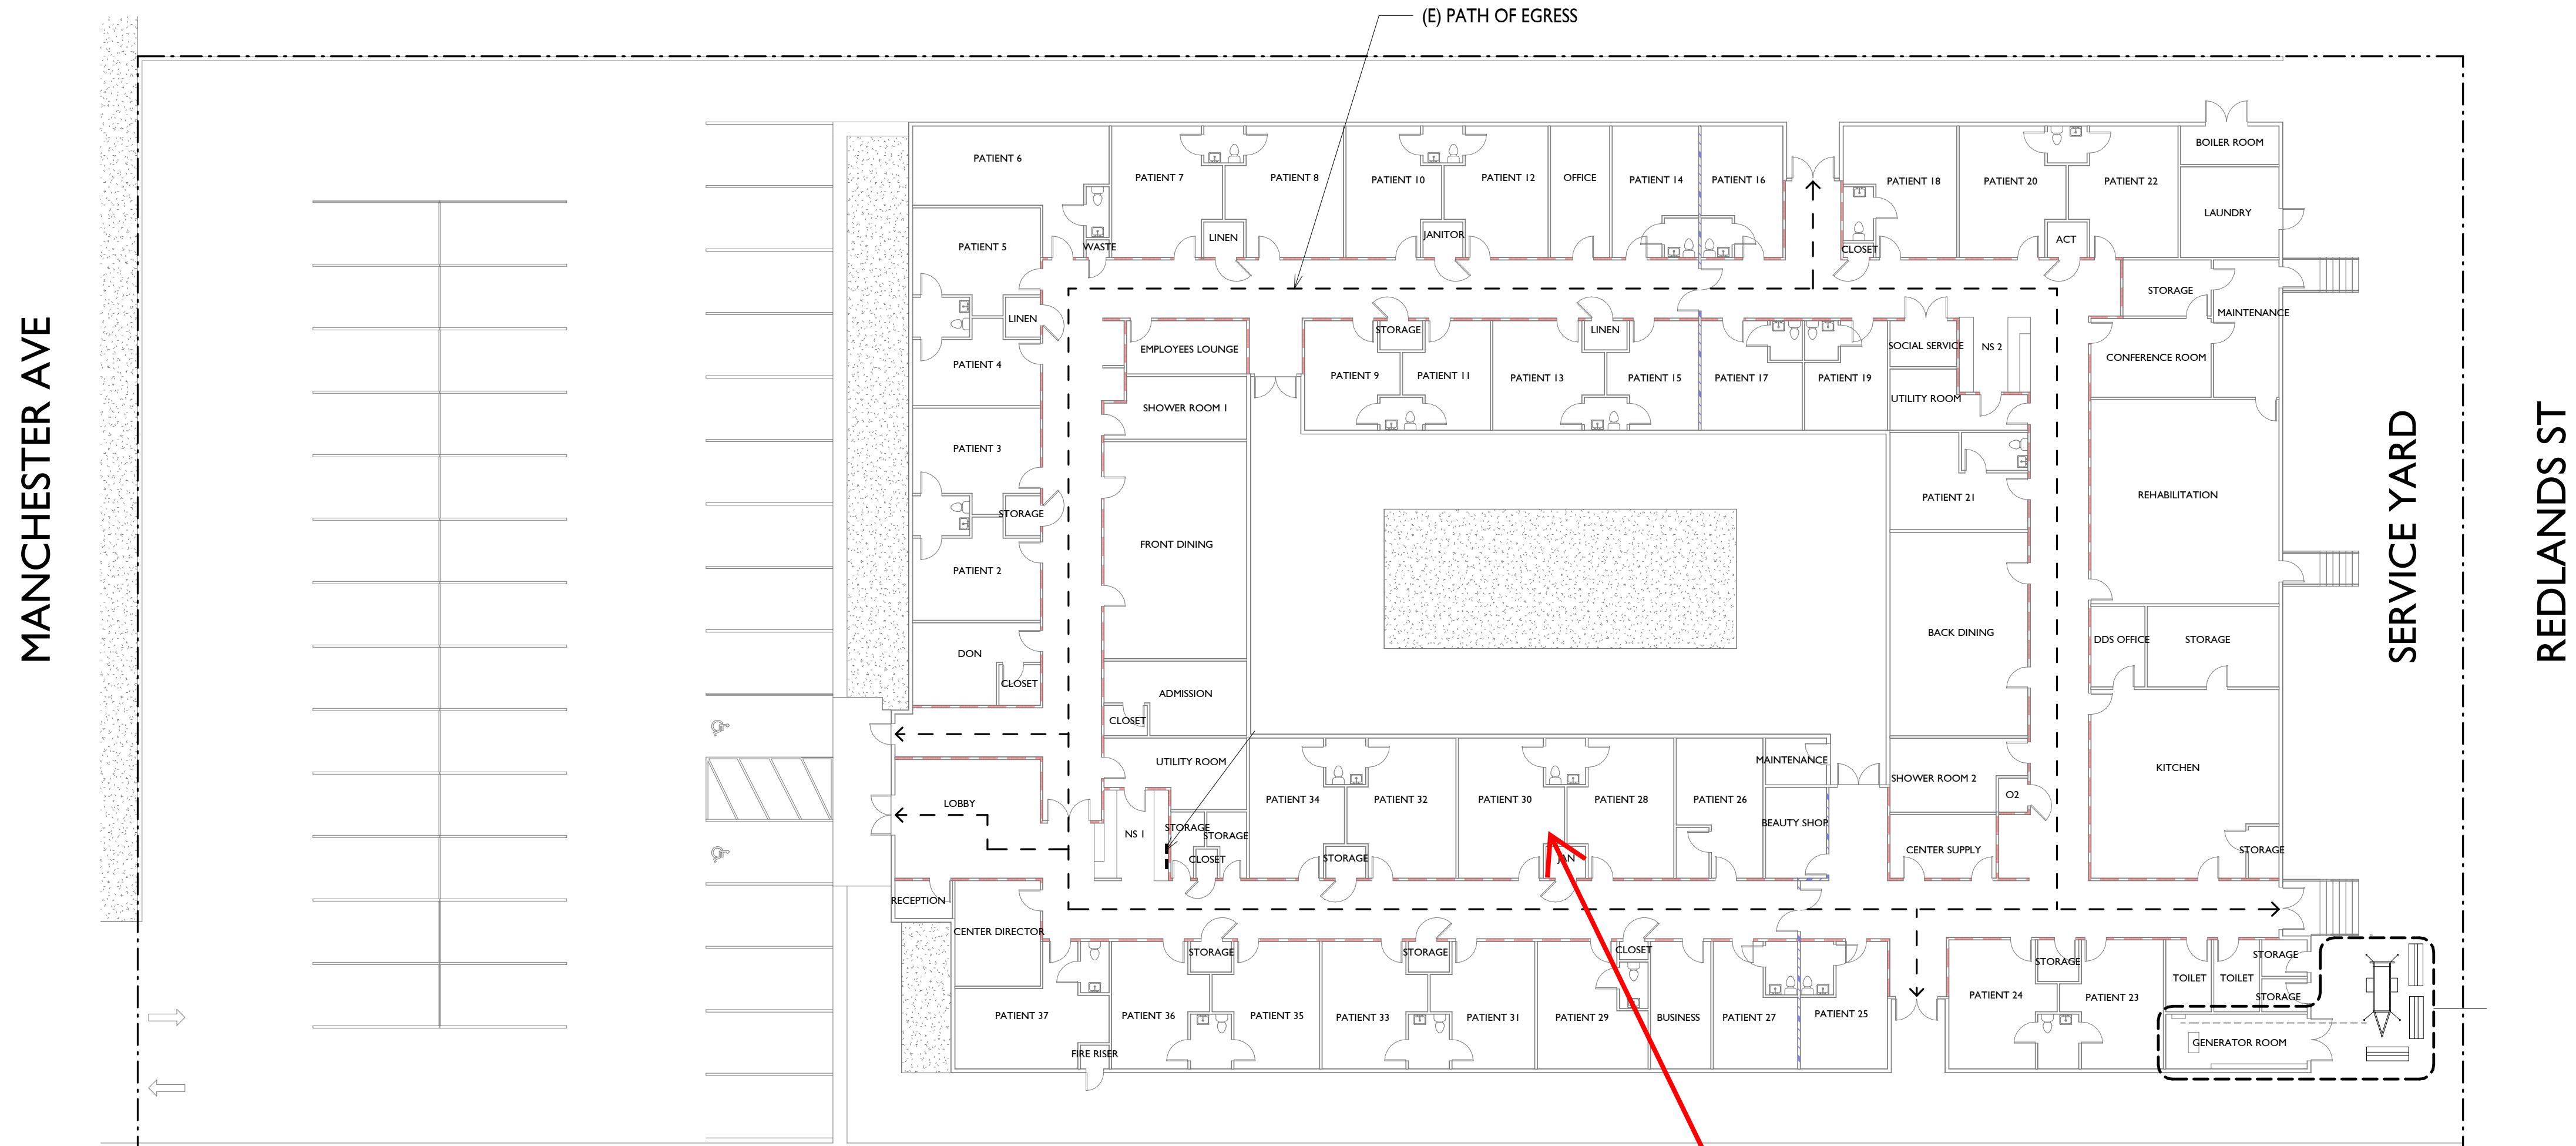 (E) PATH OF EGRESS
MANCHESTER AVE
PATIENT 6
PATIENT 7
PATIENT 8
PATIENT 10
PATIENT 12
OFFICE
PATIENT 14
PATIENT 16
PATIENT 18
PATIENT 20
PATIENT 22
BOILER ROOM
LAUNDRY
PATIENT 5
WASTE
LINEN
JANITOR
CLOSET
ACT
STORAGE
MAINTENANCE
LINEN
EMPLOYEES LOUNGE
STORAGE
LINEN
SOCIAL SERVICE
NS 2
CONFERENCE ROOM
PATIENT 4
PATIENT 9
PATIENT 11
PATIENT 13
PATIENT 15
PATIENT 17
PATIENT 19
UTILITY ROOM
SHOWER ROOM 1
PATIENT 3
PATIENT 21
REHABILITATION
STORAGE
FRONT DINING
PATIENT 2
BACK DINING
DDS OFFICE
STORAGE
DON
CLOSET
ADMISSION
CLOSET
UTILITY ROOM
MAINTENANCE
SHOWER ROOM 2
KITCHEN
LOBBY
PATIENT 34
PATIENT 32
PATIENT 30
PATIENT 28
PATIENT 26
O2
NS 1
STORAGE
STORAGE
BEAUTY SHOP
CLOSET
STORAGE
JAN
CENTER SUPPLY
STORAGE
RECEPTION
CENTER DIRECTOR
STORAGE
STORAGE
CLOSET
STORAGE
STORAGE
TOILET
TOILET
STORAGE
PATIENT 37
PATIENT 36
PATIENT 35
PATIENT 33
PATIENT 31
PATIENT 29
BUSINESS
PATIENT 27
PATIENT 25
PATIENT 24
PATIENT 23
FIRE RISER
GENERATOR ROOM
SERVICE YARD
REDLANDS ST